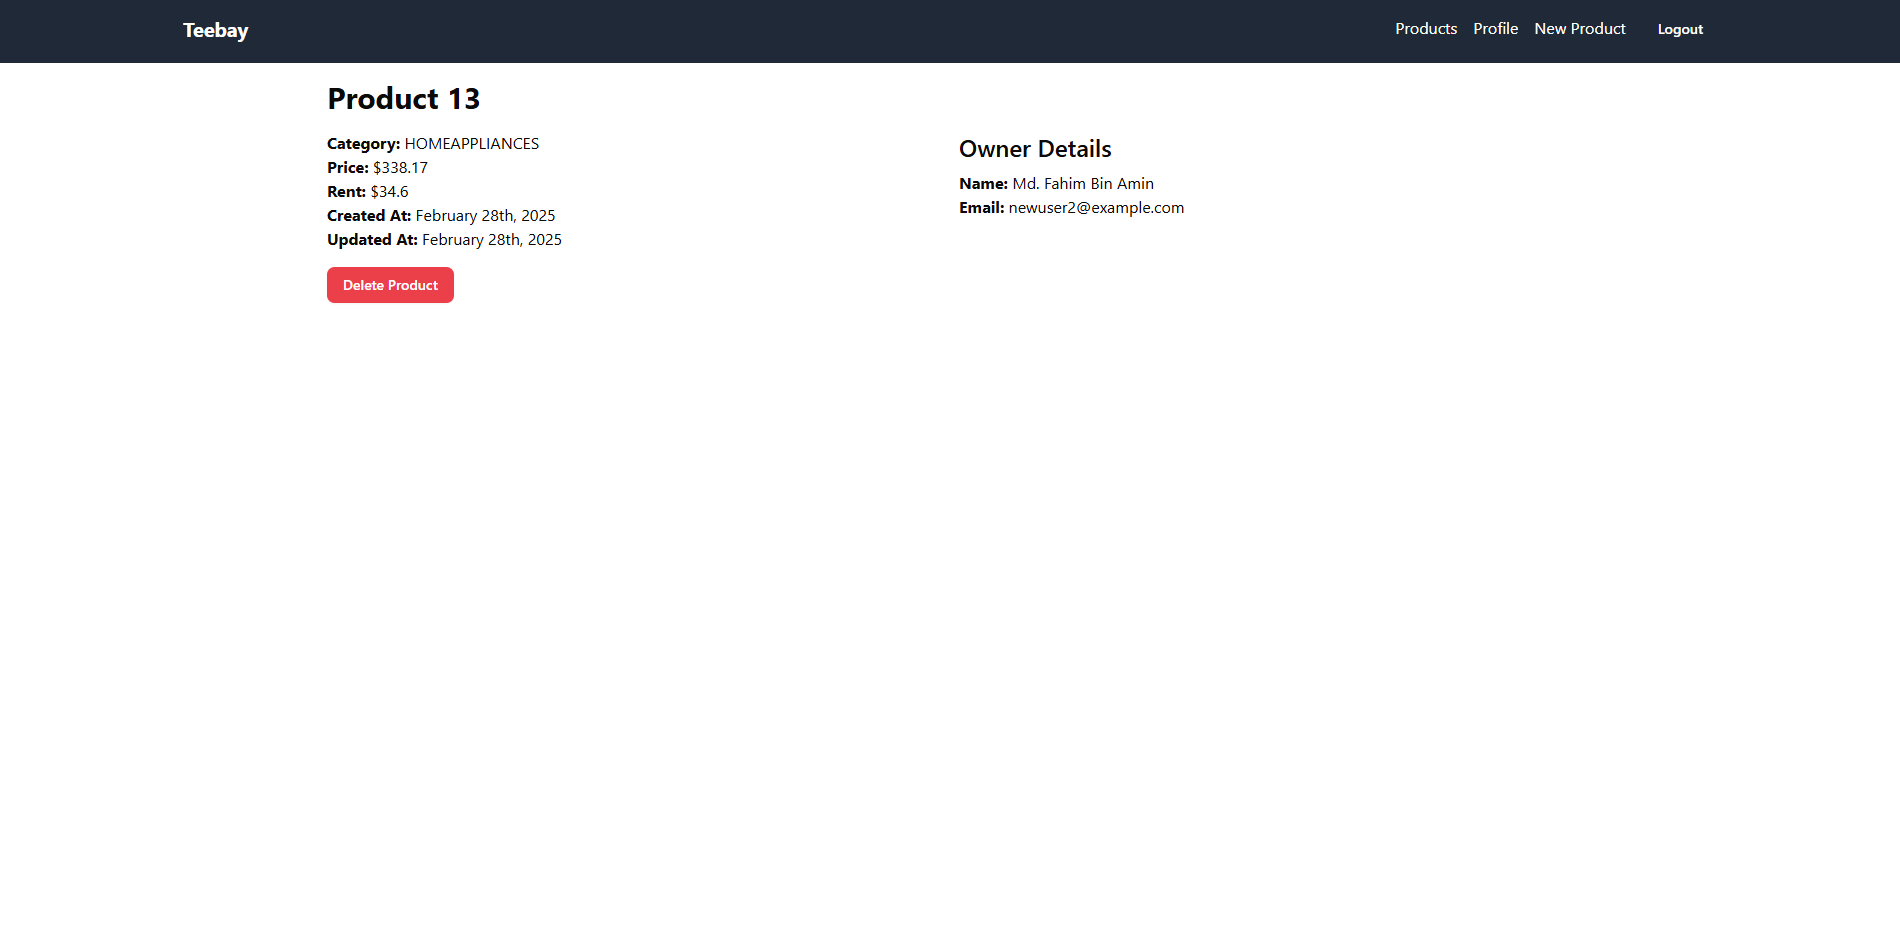 Teebay
Products Profile New Product Logout
Product 13
Category: HOMEAPPLIANCES
Price: $338.17
Rent: $34.6
Created At: February 28th, 2025
Updated At: February 28th, 2025
Delete Product
Owner Details
Name: Md. Fahim Bin Amin
Email: newuser2@example.com